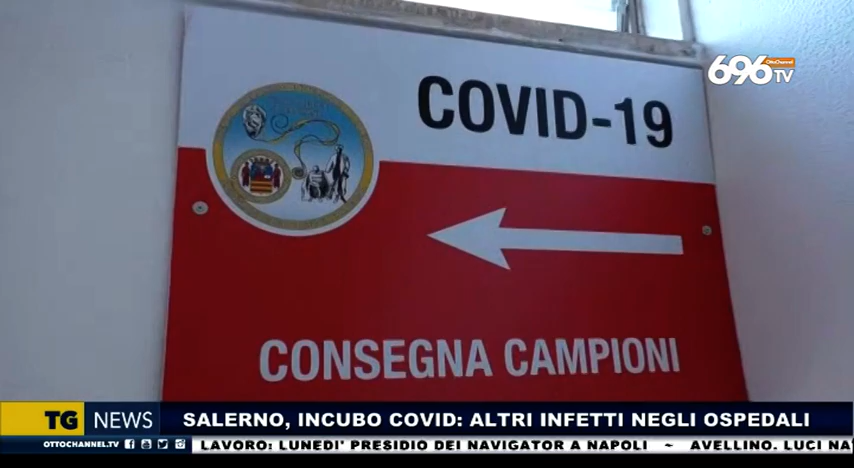 COVID-19
OttoChannel
696 TV
CONSEGNA CAMPIONI
TG NEWS
SALERNO, INCUBO COVID: ALTRI INFETTI NEGLI OSPEDALI
OTTOCHANNEL.TV
LAVORO: LUNEDI' PRESIDIO DEI NAVIGATOR A NAPOLI ~ AVELLINO. LUCI NA